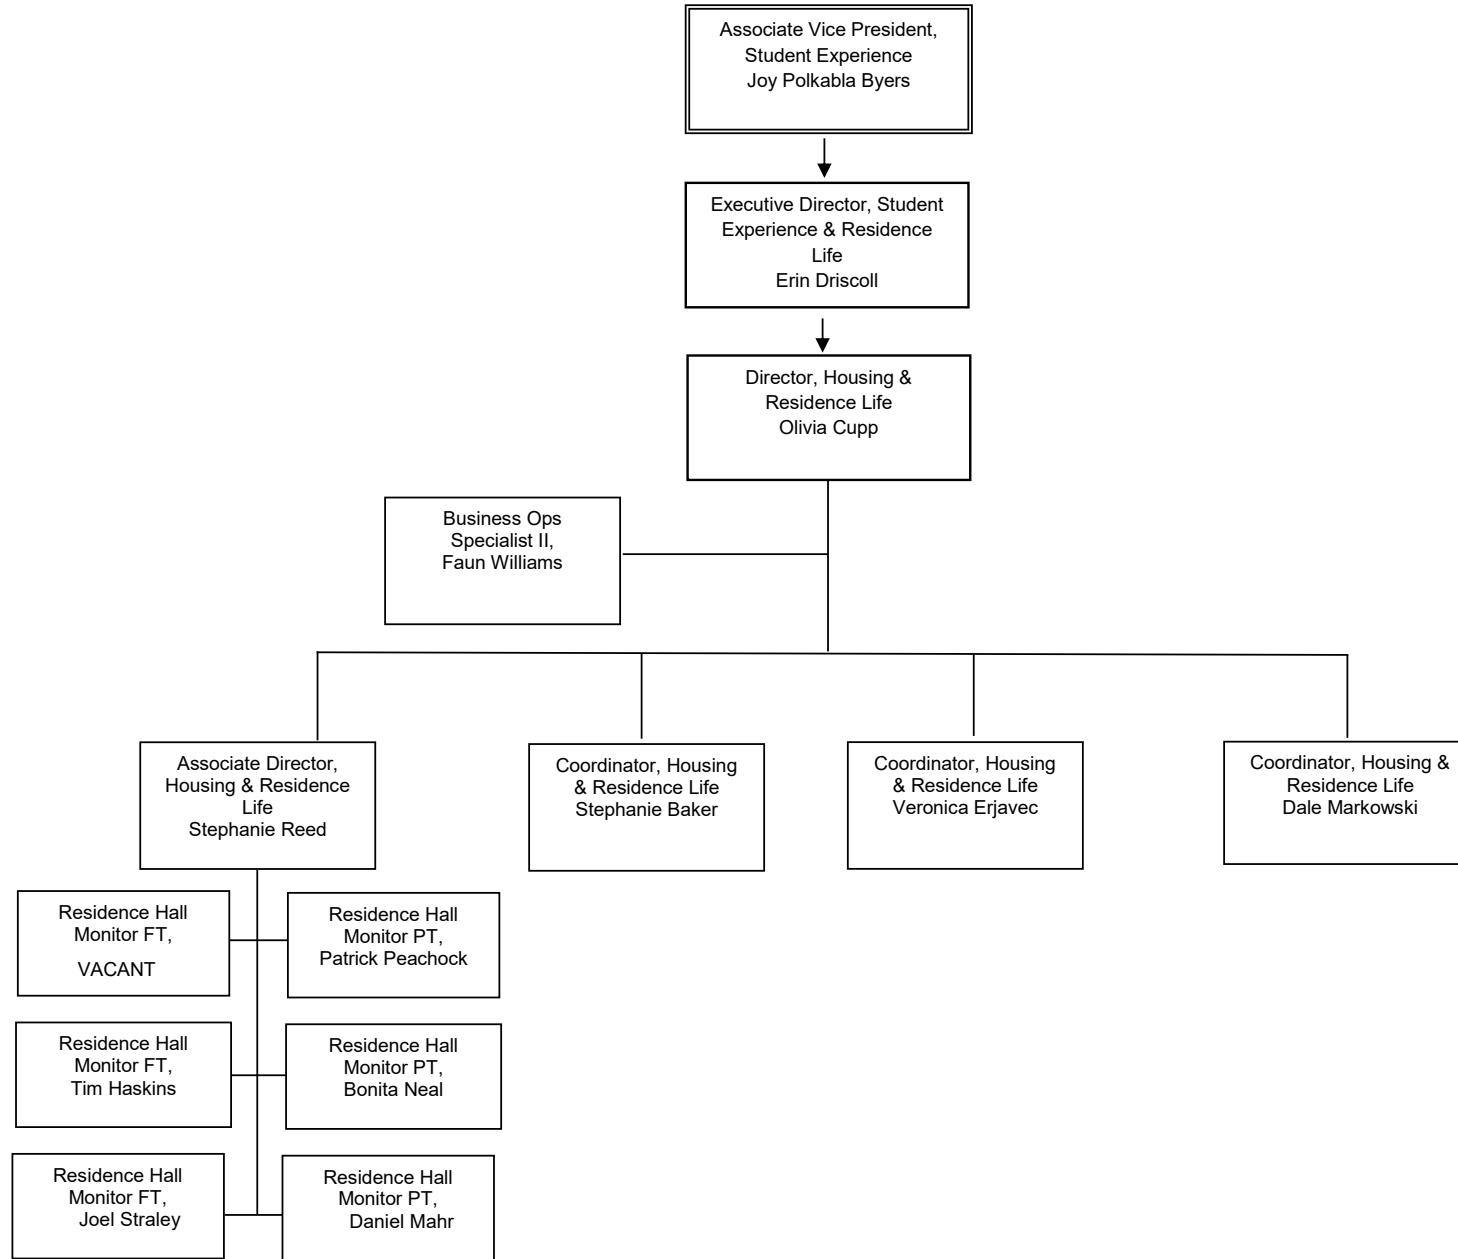 Associate Vice President,
Student Experience
Joy Polkabla Byers
Executive Director, Student
Experience & Residence
Life
Erin Driscoll
Director, Housing &
Residence Life
Olivia Cupp
Business Ops
Specialist II,
Faun Williams
Associate Director,
Housing & Residence
Life
Stephanie Reed
Coordinator, Housing
& Residence Life
Stephanie Baker
Coordinator, Housing
& Residence Life
Veronica Erjavec
Coordinator, Housing &
Residence Life
Dale Markowski
Residence Hall
Monitor FT,
VACANT
Residence Hall
Monitor PT,
Patrick Peachock
Residence Hall
Monitor FT,
Tim Haskins
Residence Hall
Monitor PT,
Bonita Neal
Residence Hall
Monitor FT,
Joel Straley
Residence Hall
Monitor PT,
Daniel Mahr